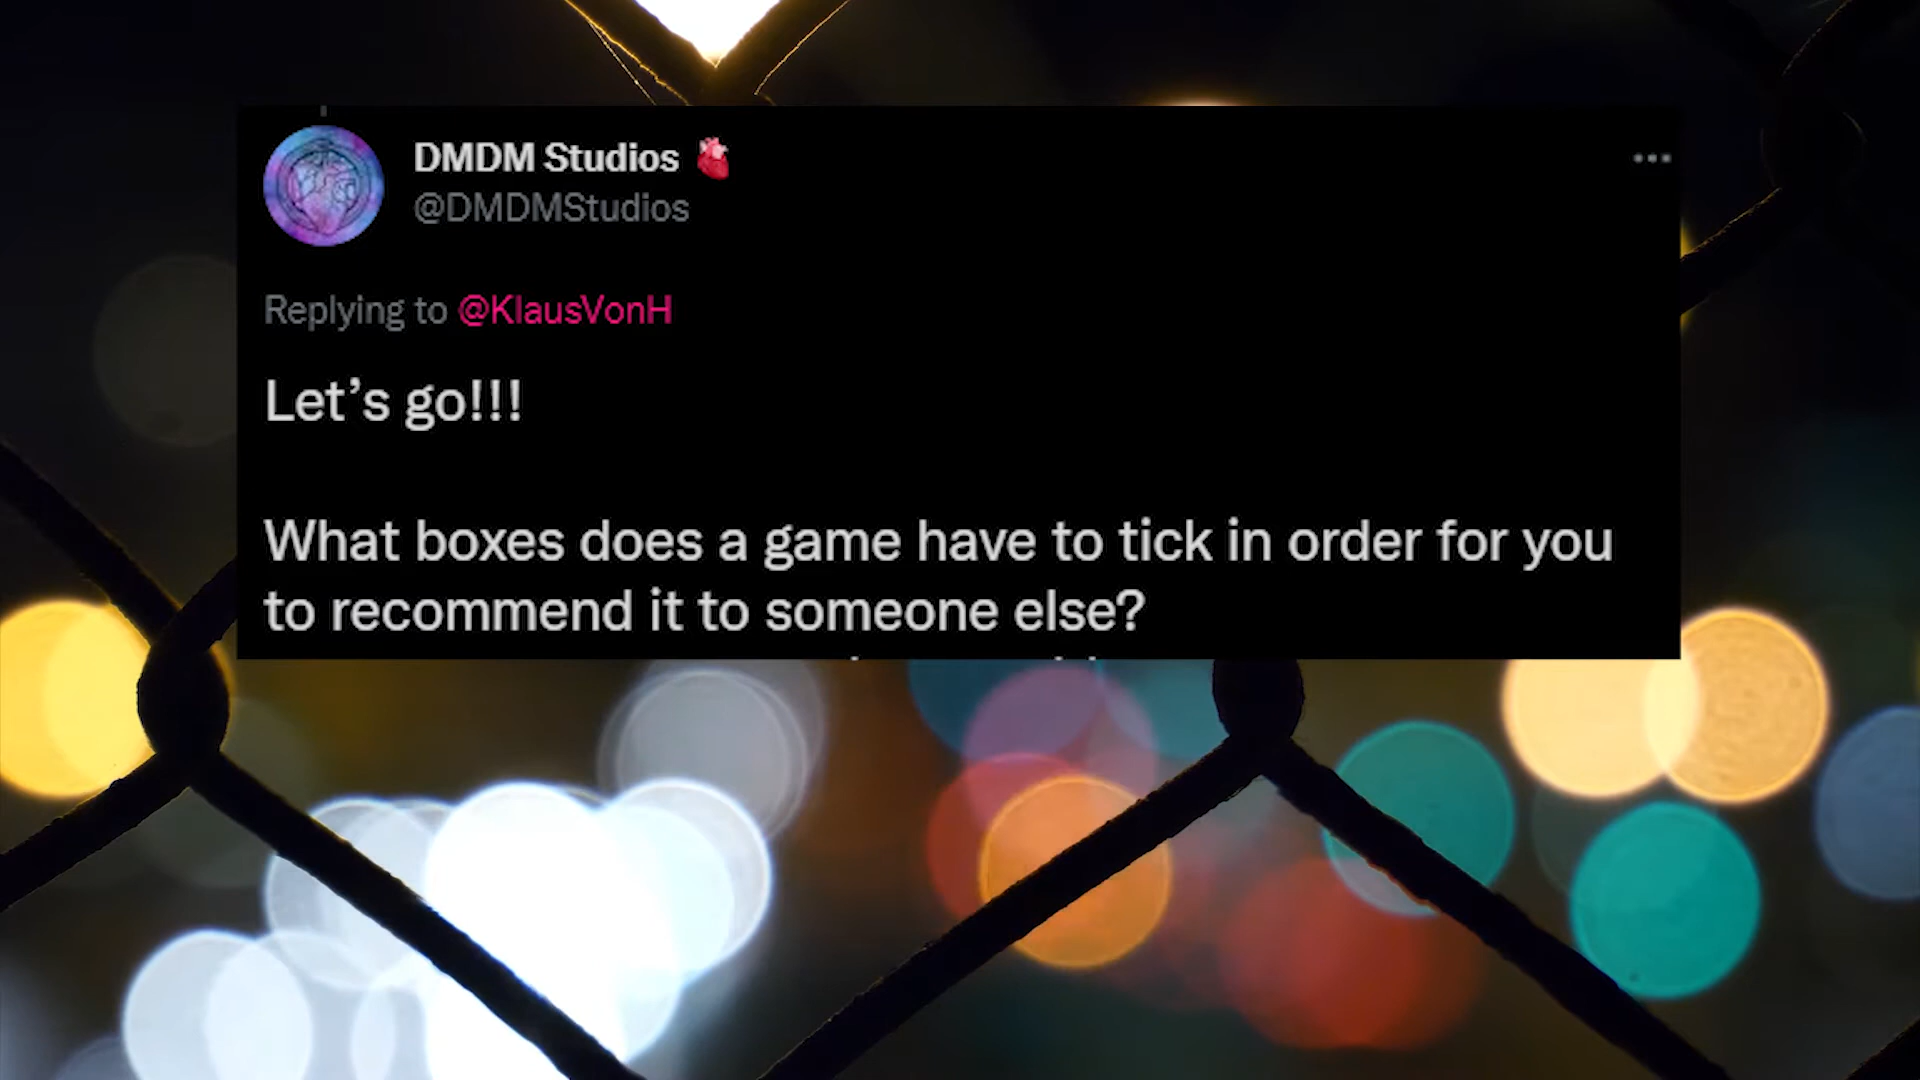 DMDM Studios 🫀
@DMDMStudios
Replying to @KlausVonH
Let’s go!!!
What boxes does a game have to tick in order for you
to recommend it to someone else?